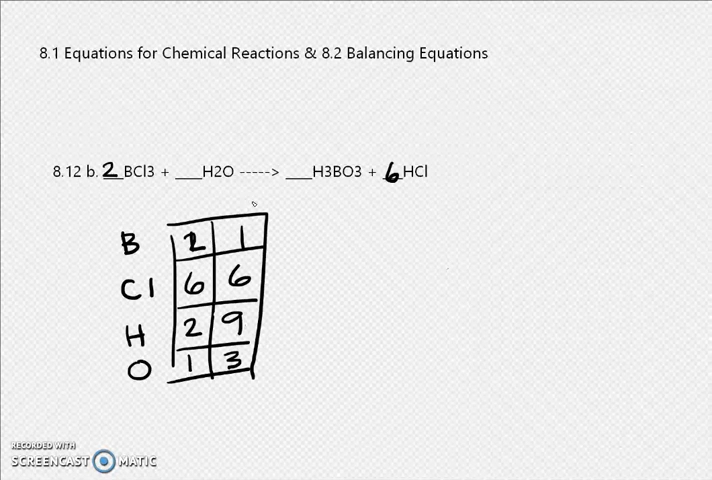 8.1 Equations for Chemical Reactions & 8.2 Balancing Equations
8.12 b. 2 BCl3 + ___H2O -----> ___H3BO3 + 6 HCl
B 2 1
Cl 6 6
H 2 9
O 1 3
RECORDED WITH
SCREENCAST MATIC